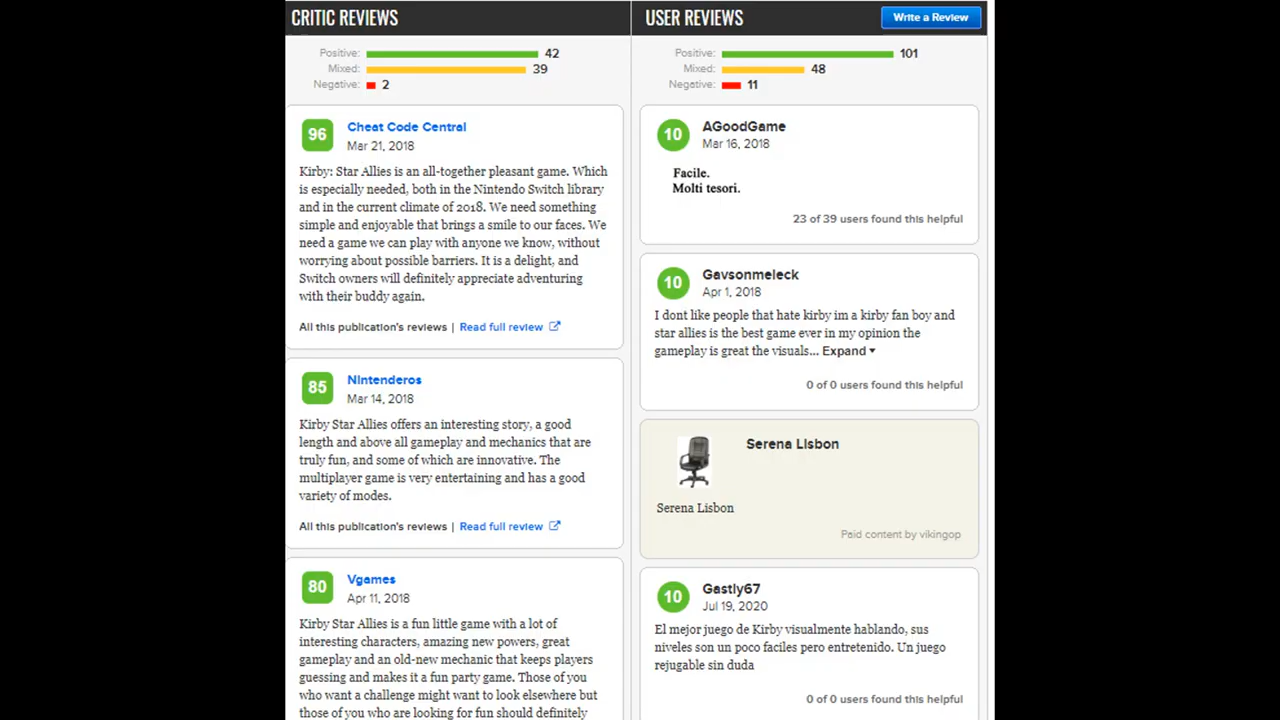 CRITIC REVIEWS
Positive: 42
Mixed: 39
Negative: 2
96
Cheat Code Central
Mar 21, 2018
Kirby: Star Allies is an all-together pleasant game. Which
is especially needed, both in the Nintendo Switch library
and in the current climate of 2018. We need something
simple and enjoyable that brings a smile to our faces. We
need a game we can play with anyone we know, without
worrying about possible barriers. It is a delight, and
Switch owners will definitely appreciate adventuring
with their buddy again.
All this publication's reviews | Read full review
85
Nintenderos
Mar 14, 2018
Kirby Star Allies offers an interesting story, a good
length and above all gameplay and mechanics that are
truly fun, and some of which are innovative. The
multiplayer game is very entertaining and has a good
variety of modes.
All this publication's reviews | Read full review
80
Vgames
Apr 11, 2018
Kirby Star Allies is a fun little game with a lot of
interesting characters, amazing new powers, great
gameplay and an old-new mechanic that keeps players
guessing and makes it a fun party game. Those of you
who want a challenge might want to look elsewhere but
those of you who are looking for fun should definitely
USER REVIEWS
Write a Review
Positive: 101
Mixed: 48
Negative: 11
10
AGoodGame
Mar 16, 2018
Facile.
Molti tesori.
23 of 39 users found this helpful
10
Gavsonmeleck
Apr 1, 2018
I dont like people that hate kirby im a kirby fan boy and
star allies is the best game ever in my opinion the
gameplay is great the visuals... Expand
0 of 0 users found this helpful
Serena Lisbon
Serena Lisbon
Paid content by vikingop
10
Gastly67
Jul 19, 2020
El mejor juego de Kirby visualmente hablando, sus
niveles son un poco faciles pero entretenido. Un juego
rejugable sin duda
0 of 0 users found this helpful